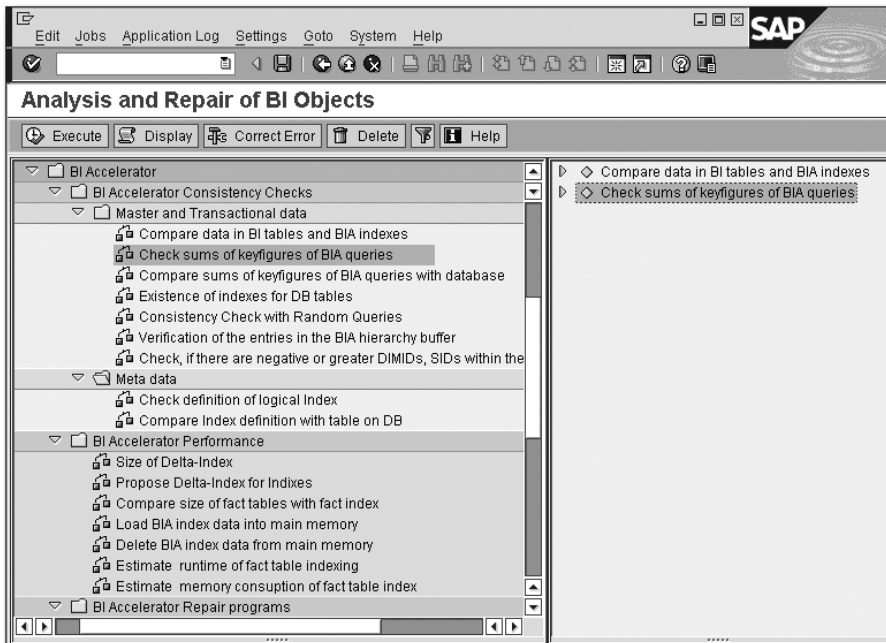 Edit Jobs Application Log Settings Goto System Help
SAP
Analysis and Repair of BI Objects
Execute Display Correct Error Delete Help
BI Accelerator
BI Accelerator Consistency Checks
Master and Transactional data
Compare data in BI tables and BIA indexes
Check sums of keyfigures of BIA queries
Compare sums of keyfigures of BIA queries with database
Existence of indexes for DB tables
Consistency Check with Random Queries
Verification of the entries in the BIA hierarchy buffer
Check, if there are negative or greater DIMIDs, SIDs within the
Meta data
Check definition of logical Index
Compare Index definition with table on DB
BI Accelerator Performance
Size of Delta-Index
Propose Delta-Index for Indixes
Compare size of fact tables with fact index
Load BIA index data into main memory
Delete BIA index data from main memory
Estimate runtime of fact table indexing
Estimate memory consuption of fact table index
BI Accelerator Repair programs
Compare data in BI tables and BIA indexes
Check sums of keyfigures of BIA queries